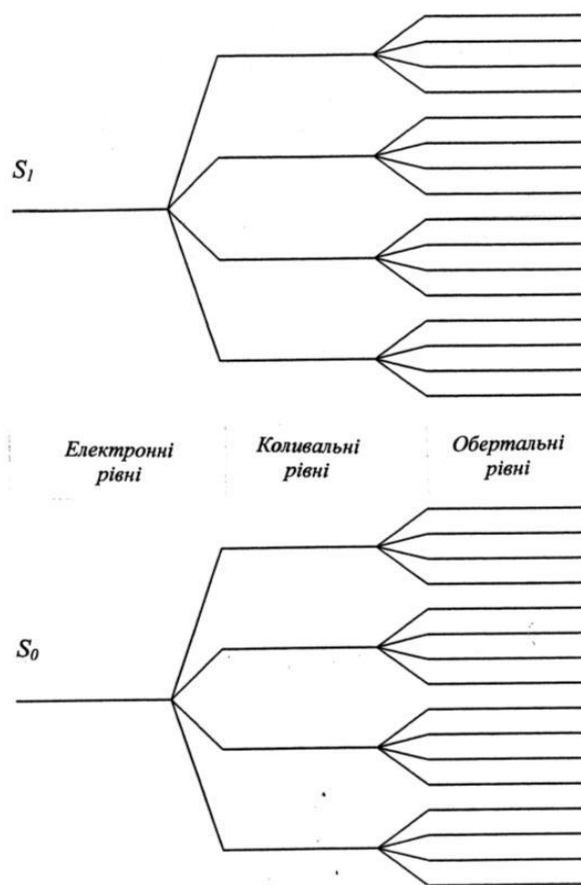 S₁
Електронні
рівні
Коливальні
рівні
Обертальні
рівні
S₀